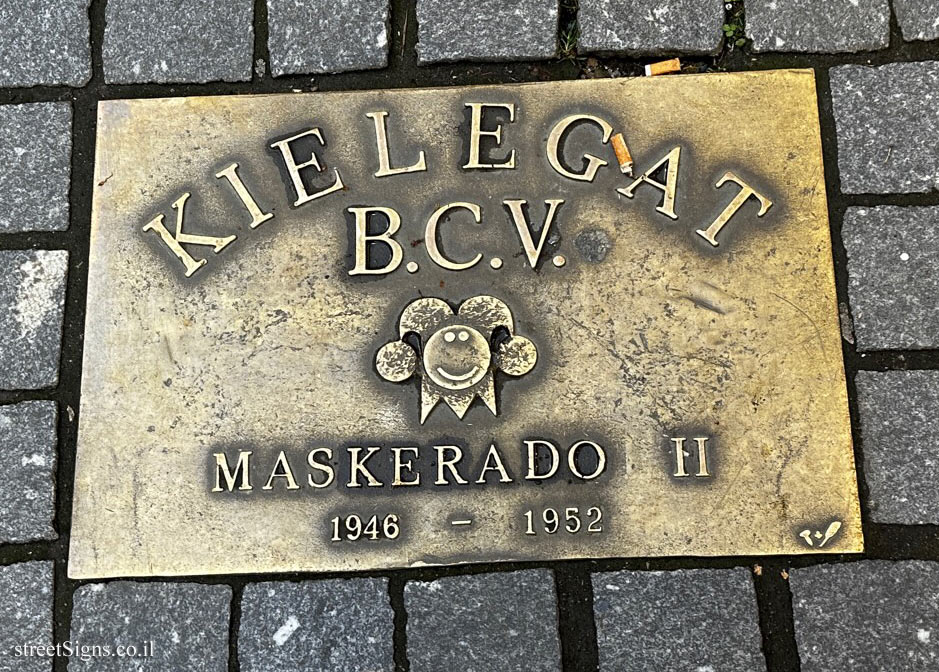 KIELEGAT
B.C.V.
MASKERADO II
1946 – 1952
streetSigns.co.il